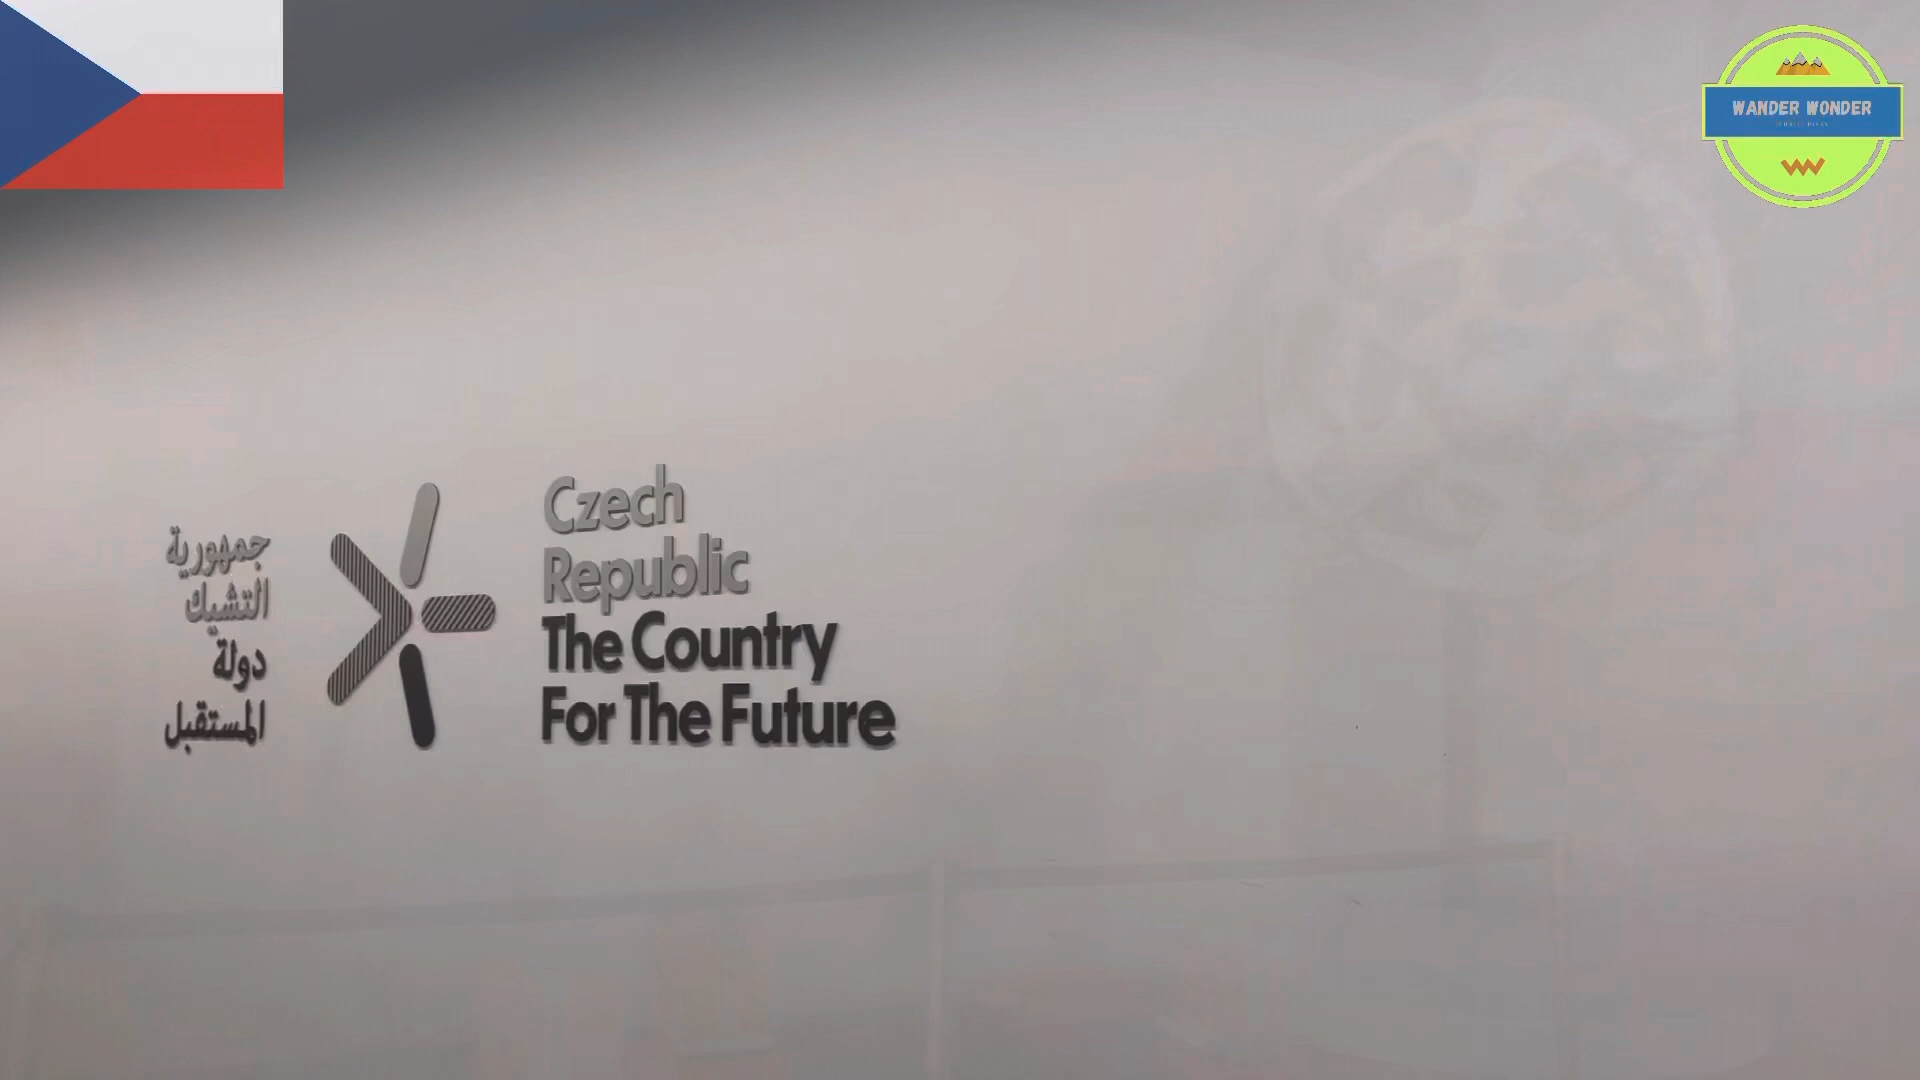 WANDER WONDER
جمهورية
التشيك
دولة
المستقبل
Czech
Republic
The Country
For The Future